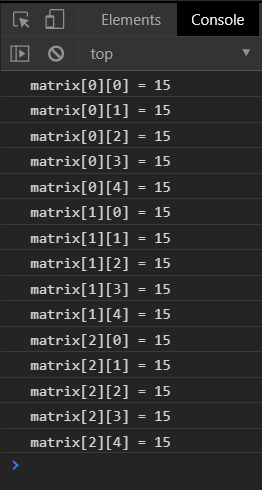 Elements Console
top
matrix[0][0] = 15
matrix[0][1] = 15
matrix[0][2] = 15
matrix[0][3] = 15
matrix[0][4] = 15
matrix[1][0] = 15
matrix[1][1] = 15
matrix[1][2] = 15
matrix[1][3] = 15
matrix[1][4] = 15
matrix[2][0] = 15
matrix[2][1] = 15
matrix[2][2] = 15
matrix[2][3] = 15
matrix[2][4] = 15